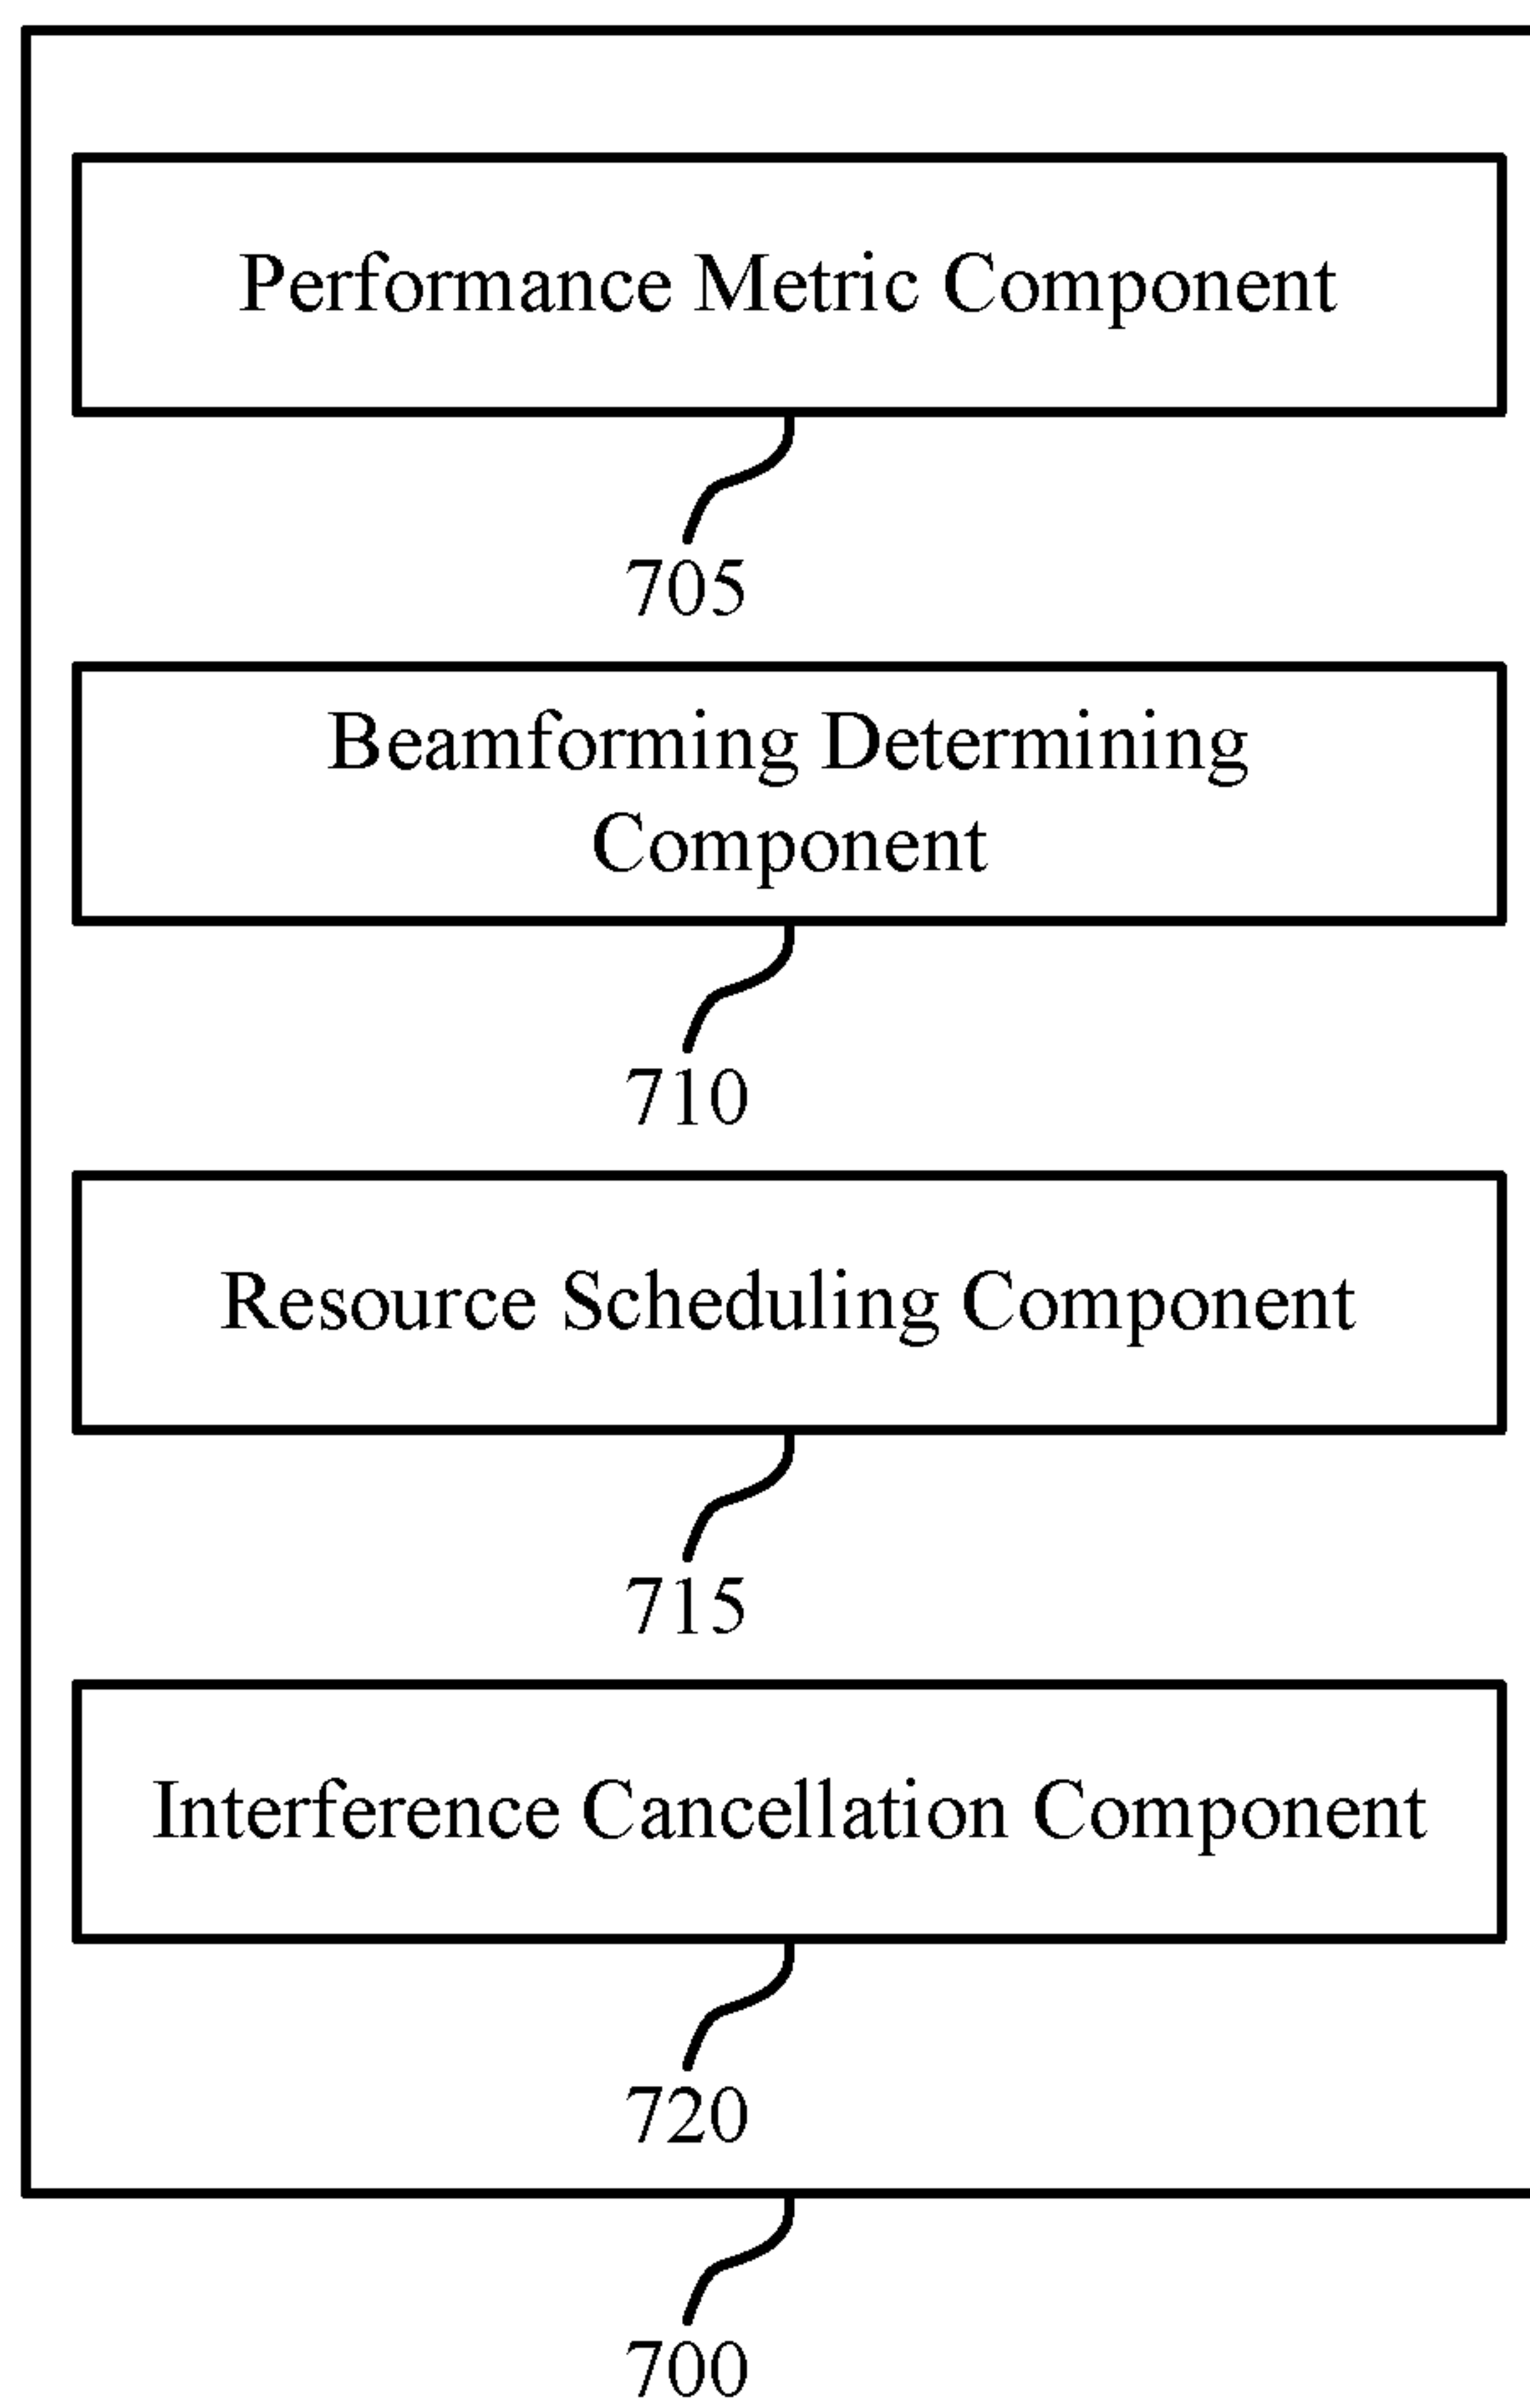 Performance Metric Component
705
Beamforming Determining
Component
710
Resource Scheduling Component
715
Interference Cancellation Component
720
700